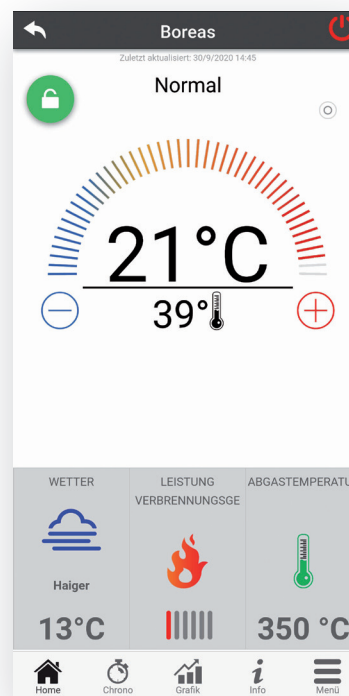 Boreas
Zuletzt aktualisiert: 30/9/2020 14:45
Normal
21°C
39°
WETTER
LEISTUNG
VERBRENNUNGSGE
ABGASTEMPERATU
Haiger
13°C
350 °C
Home
Chrono
Grafik
Info
Menü